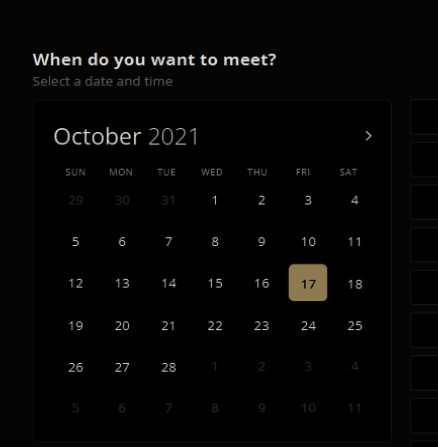 When do you want to meet?
Select a date and time
October 2021
SUN MON TUE WED THU FRI SAT
29 30 31 1 2 3 4
5 6 7 8 9 10 11
12 13 14 15 16 17 18
19 20 21 22 23 24 25
26 27 28 1 2 3 4
5 6 7 8 9 10 11